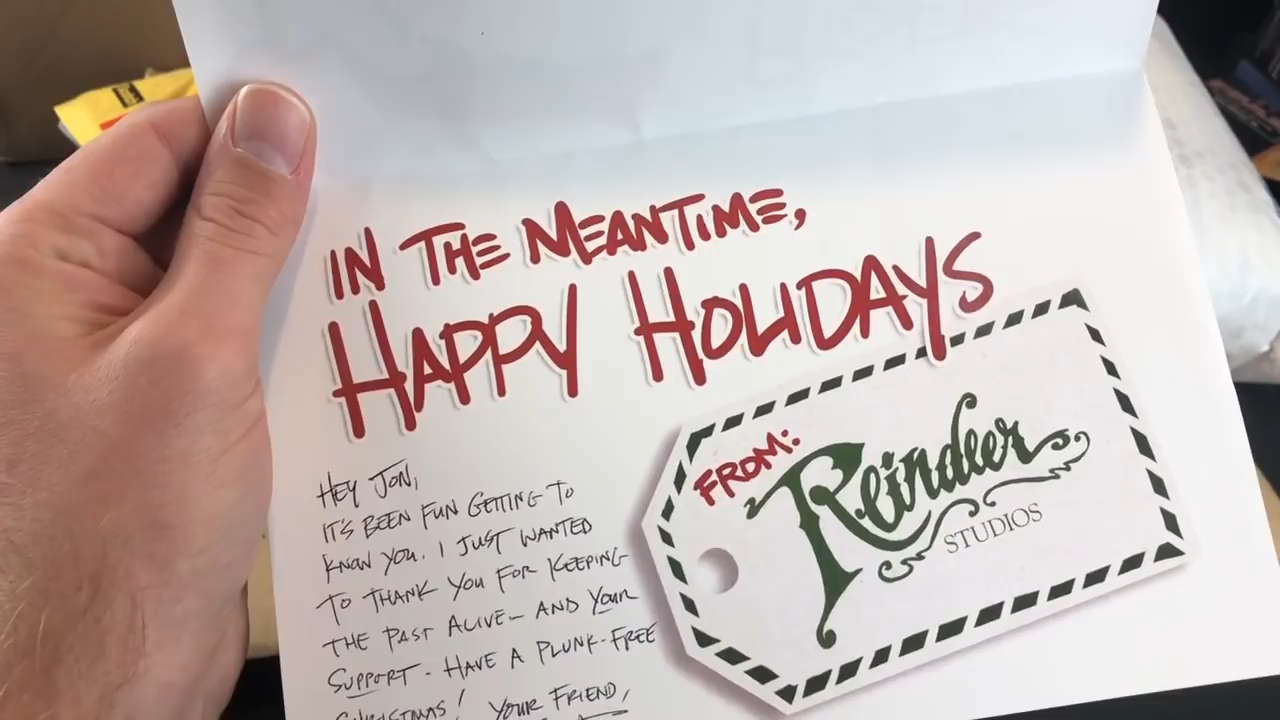 IN THE MEANTIME,
HAPPY HOLIDAYS
FROM:
Reindeer
STUDIOS
HEY JON,
IT'S BEEN FUN GETTING TO
KNOW YOU. I JUST WANTED
TO THANK YOU FOR KEEPING
THE PAST ALIVE - AND YOUR
SUPPORT - HAVE A PLUNK-FREE
CHRISTMAS! YOUR FRIEND,